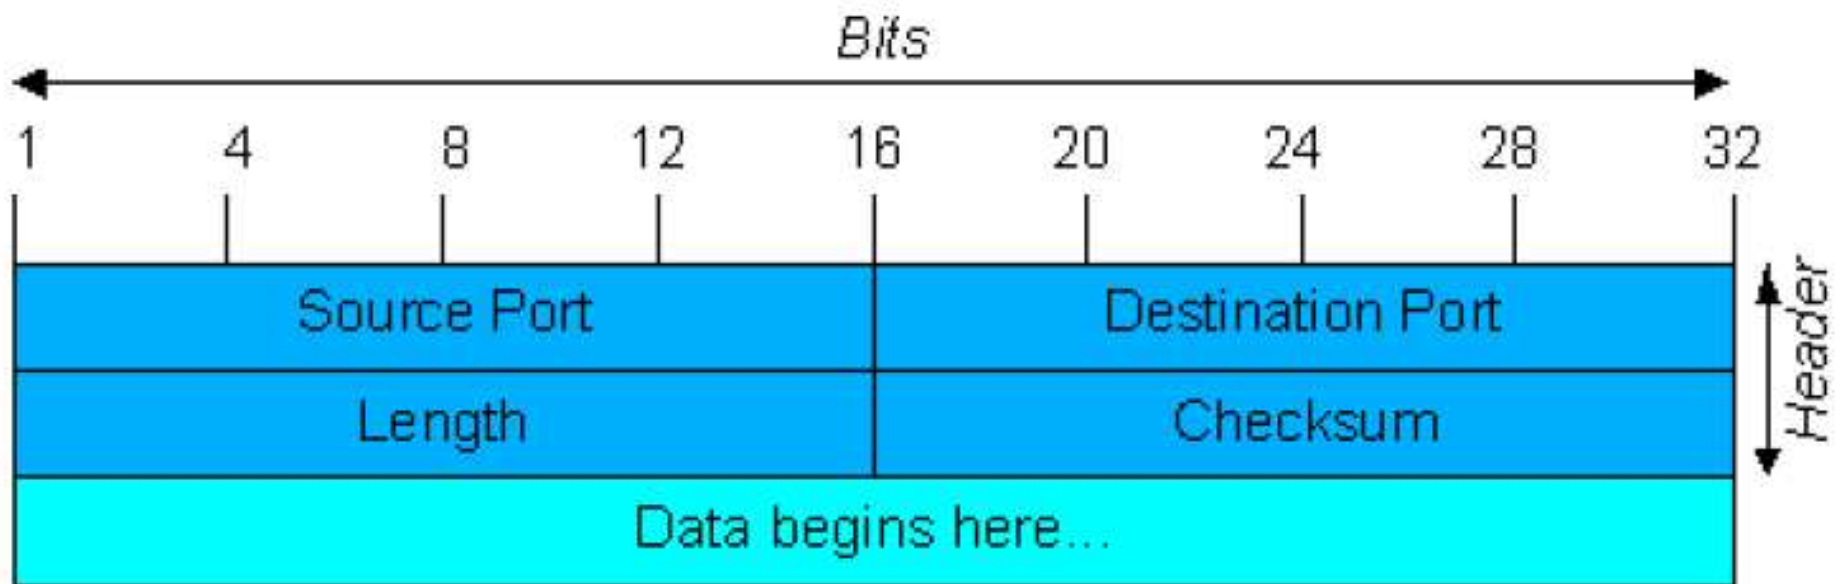 Bits
1 4 8 12 16 20 24 28 32
Source Port Destination Port
Header
Length Checksum
Data begins here...